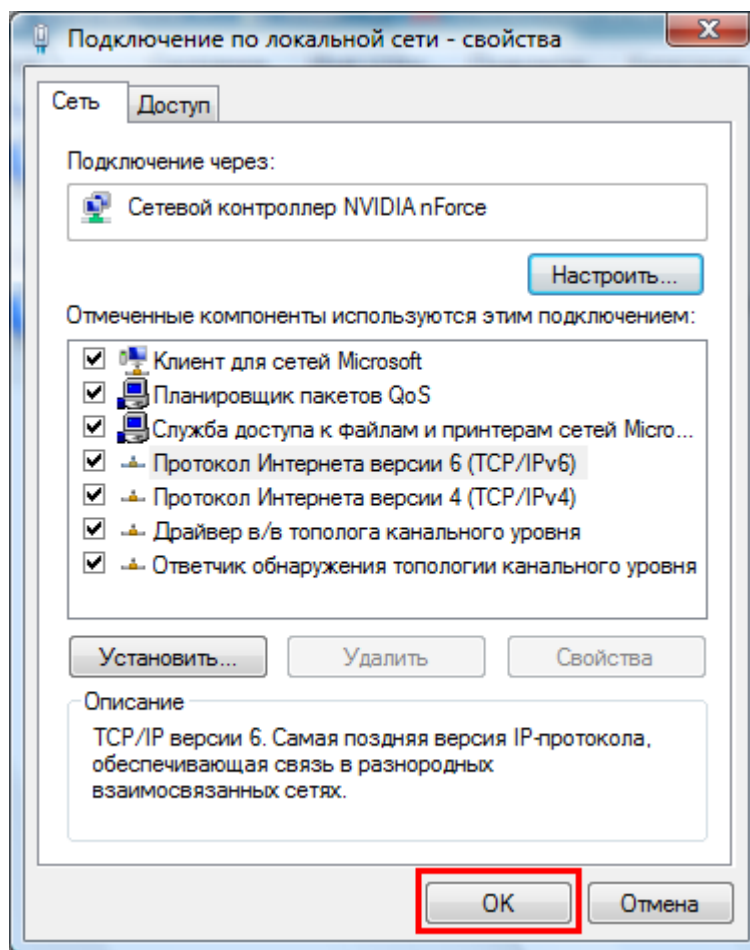 Подключение по локальной сети - свойства
Сеть
Доступ
Подключение через:
Сетевой контроллер NVIDIA nForce
Настроить...
Отмеченные компоненты используются этим подключением:
Клиент для сетей Microsoft
Планировщик пакетов QoS
Служба доступа к файлам и принтерам сетей Micro...
Протокол Интернета версии 6 (TCP/IPv6)
Протокол Интернета версии 4 (TCP/IPv4)
Драйвер в/в тополога канального уровня
Ответчик обнаружения топологии канального уровня
Установить...
Удалить
Свойства
Описание
TCP/IP версии 6. Самая поздняя версия IP-протокола,
обеспечивающая связь в разнородных
взаимосвязанных сетях.
OK
Отмена